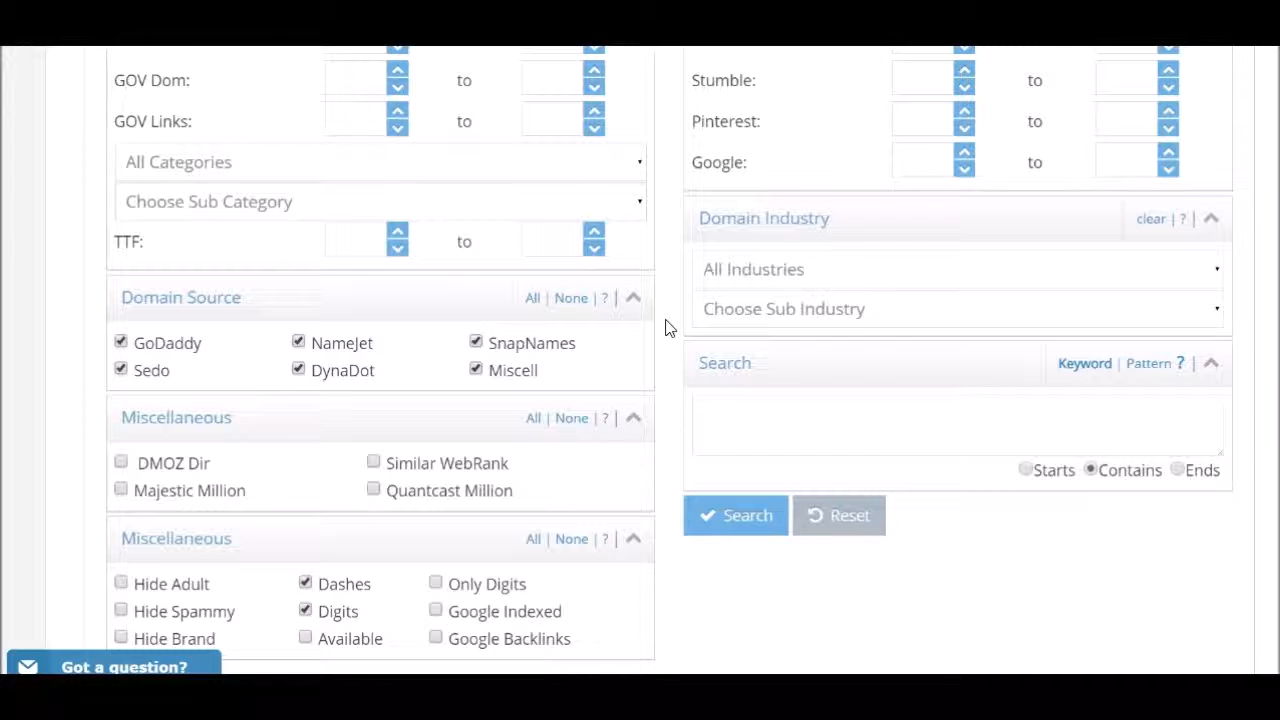 GOV Dom: to
GOV Links: to
All Categories
Choose Sub Category
TTF: to
Domain Source All | None | ? |
GoDaddy NameJet SnapNames
Sedo DynaDot Miscell
Miscellaneous All | None | ? |
DMOZ Dir Similar WebRank
Majestic Million Quantcast Million
Miscellaneous All | None | ? |
Hide Adult Dashes Only Digits
Hide Spammy Digits Google Indexed
Hide Brand Available Google Backlinks
Got a question?
Stumble: to
Pinterest: to
Google: to
Domain Industry clear | ? |
All Industries
Choose Sub Industry
Search Keyword | Pattern ? |
Starts Contains Ends
Search Reset